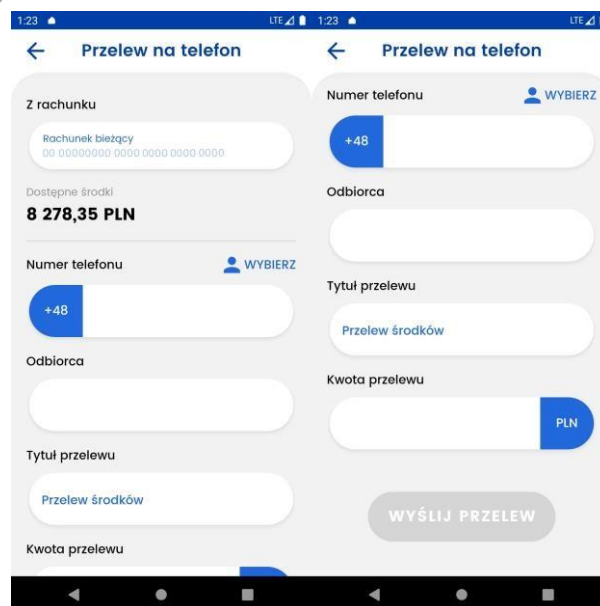 1:23
LTE
Przelew na telefon
Z rachunku
Rachunek bieżący
00 00000000 0000 0000 0000 0000
Dostępne środki
8 278,35 PLN
Numer telefonu
WYBIERZ
+48
Odbiorca
Tytuł przelewu
Przelew środków
Kwota przelewu
1:23
LTE
Przelew na telefon
Numer telefonu
WYBIERZ
+48
Odbiorca
Tytuł przelewu
Przelew środków
Kwota przelewu
PLN
WYŚLIJ PRZELEW